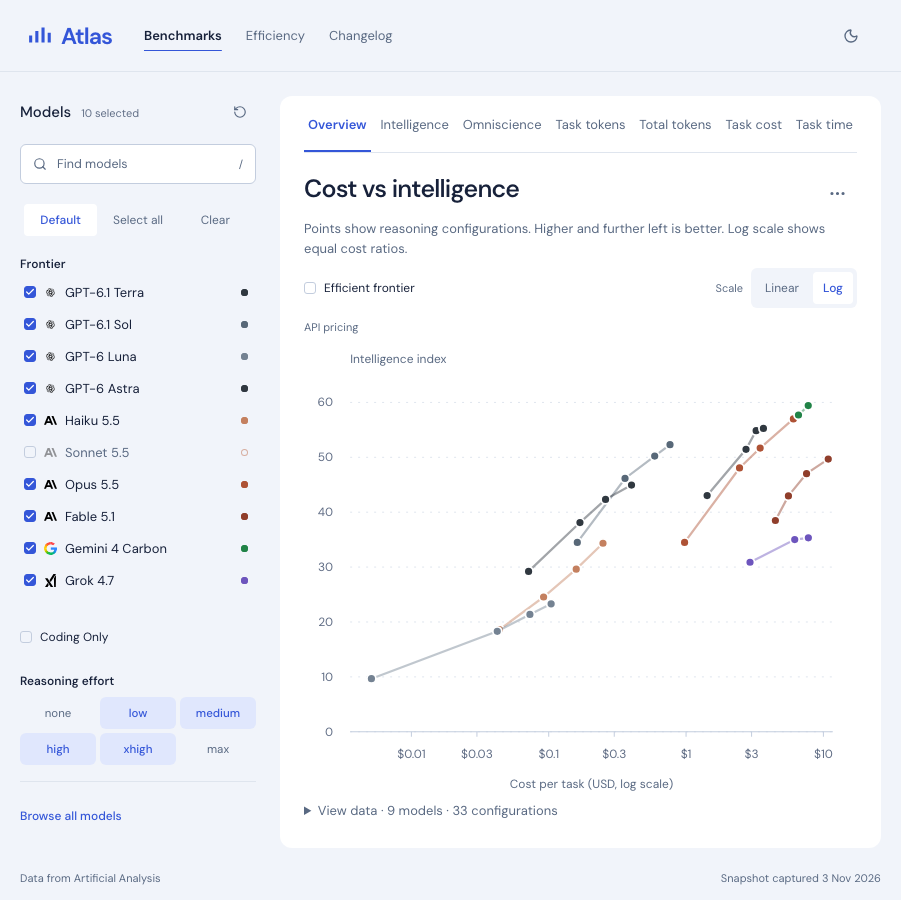 Atlas
Benchmarks
Efficiency
Changelog
Models 10 selected
Find models /
Default Select all Clear
Frontier
GPT-6.1 Terra
GPT-6.1 Sol
GPT-6 Luna
GPT-6 Astra
Haiku 5.5
Sonnet 5.5
Opus 5.5
Fable 5.1
Gemini 4 Carbon
Grok 4.7
Coding Only
Reasoning effort
none low medium
high xhigh max
Browse all models
Overview Intelligence Omniscience Task tokens Total tokens Task cost Task time
Cost vs intelligence
Points show reasoning configurations. Higher and further left is better. Log scale shows
equal cost ratios.
Efficient frontier
Scale Linear Log
API pricing
Intelligence index
60
50
40
30
20
10
0
$0.01 $0.03 $0.1 $0.3 $1 $3 $10
Cost per task (USD, log scale)
View data · 9 models · 33 configurations
Data from Artificial Analysis
Snapshot captured 3 Nov 2026